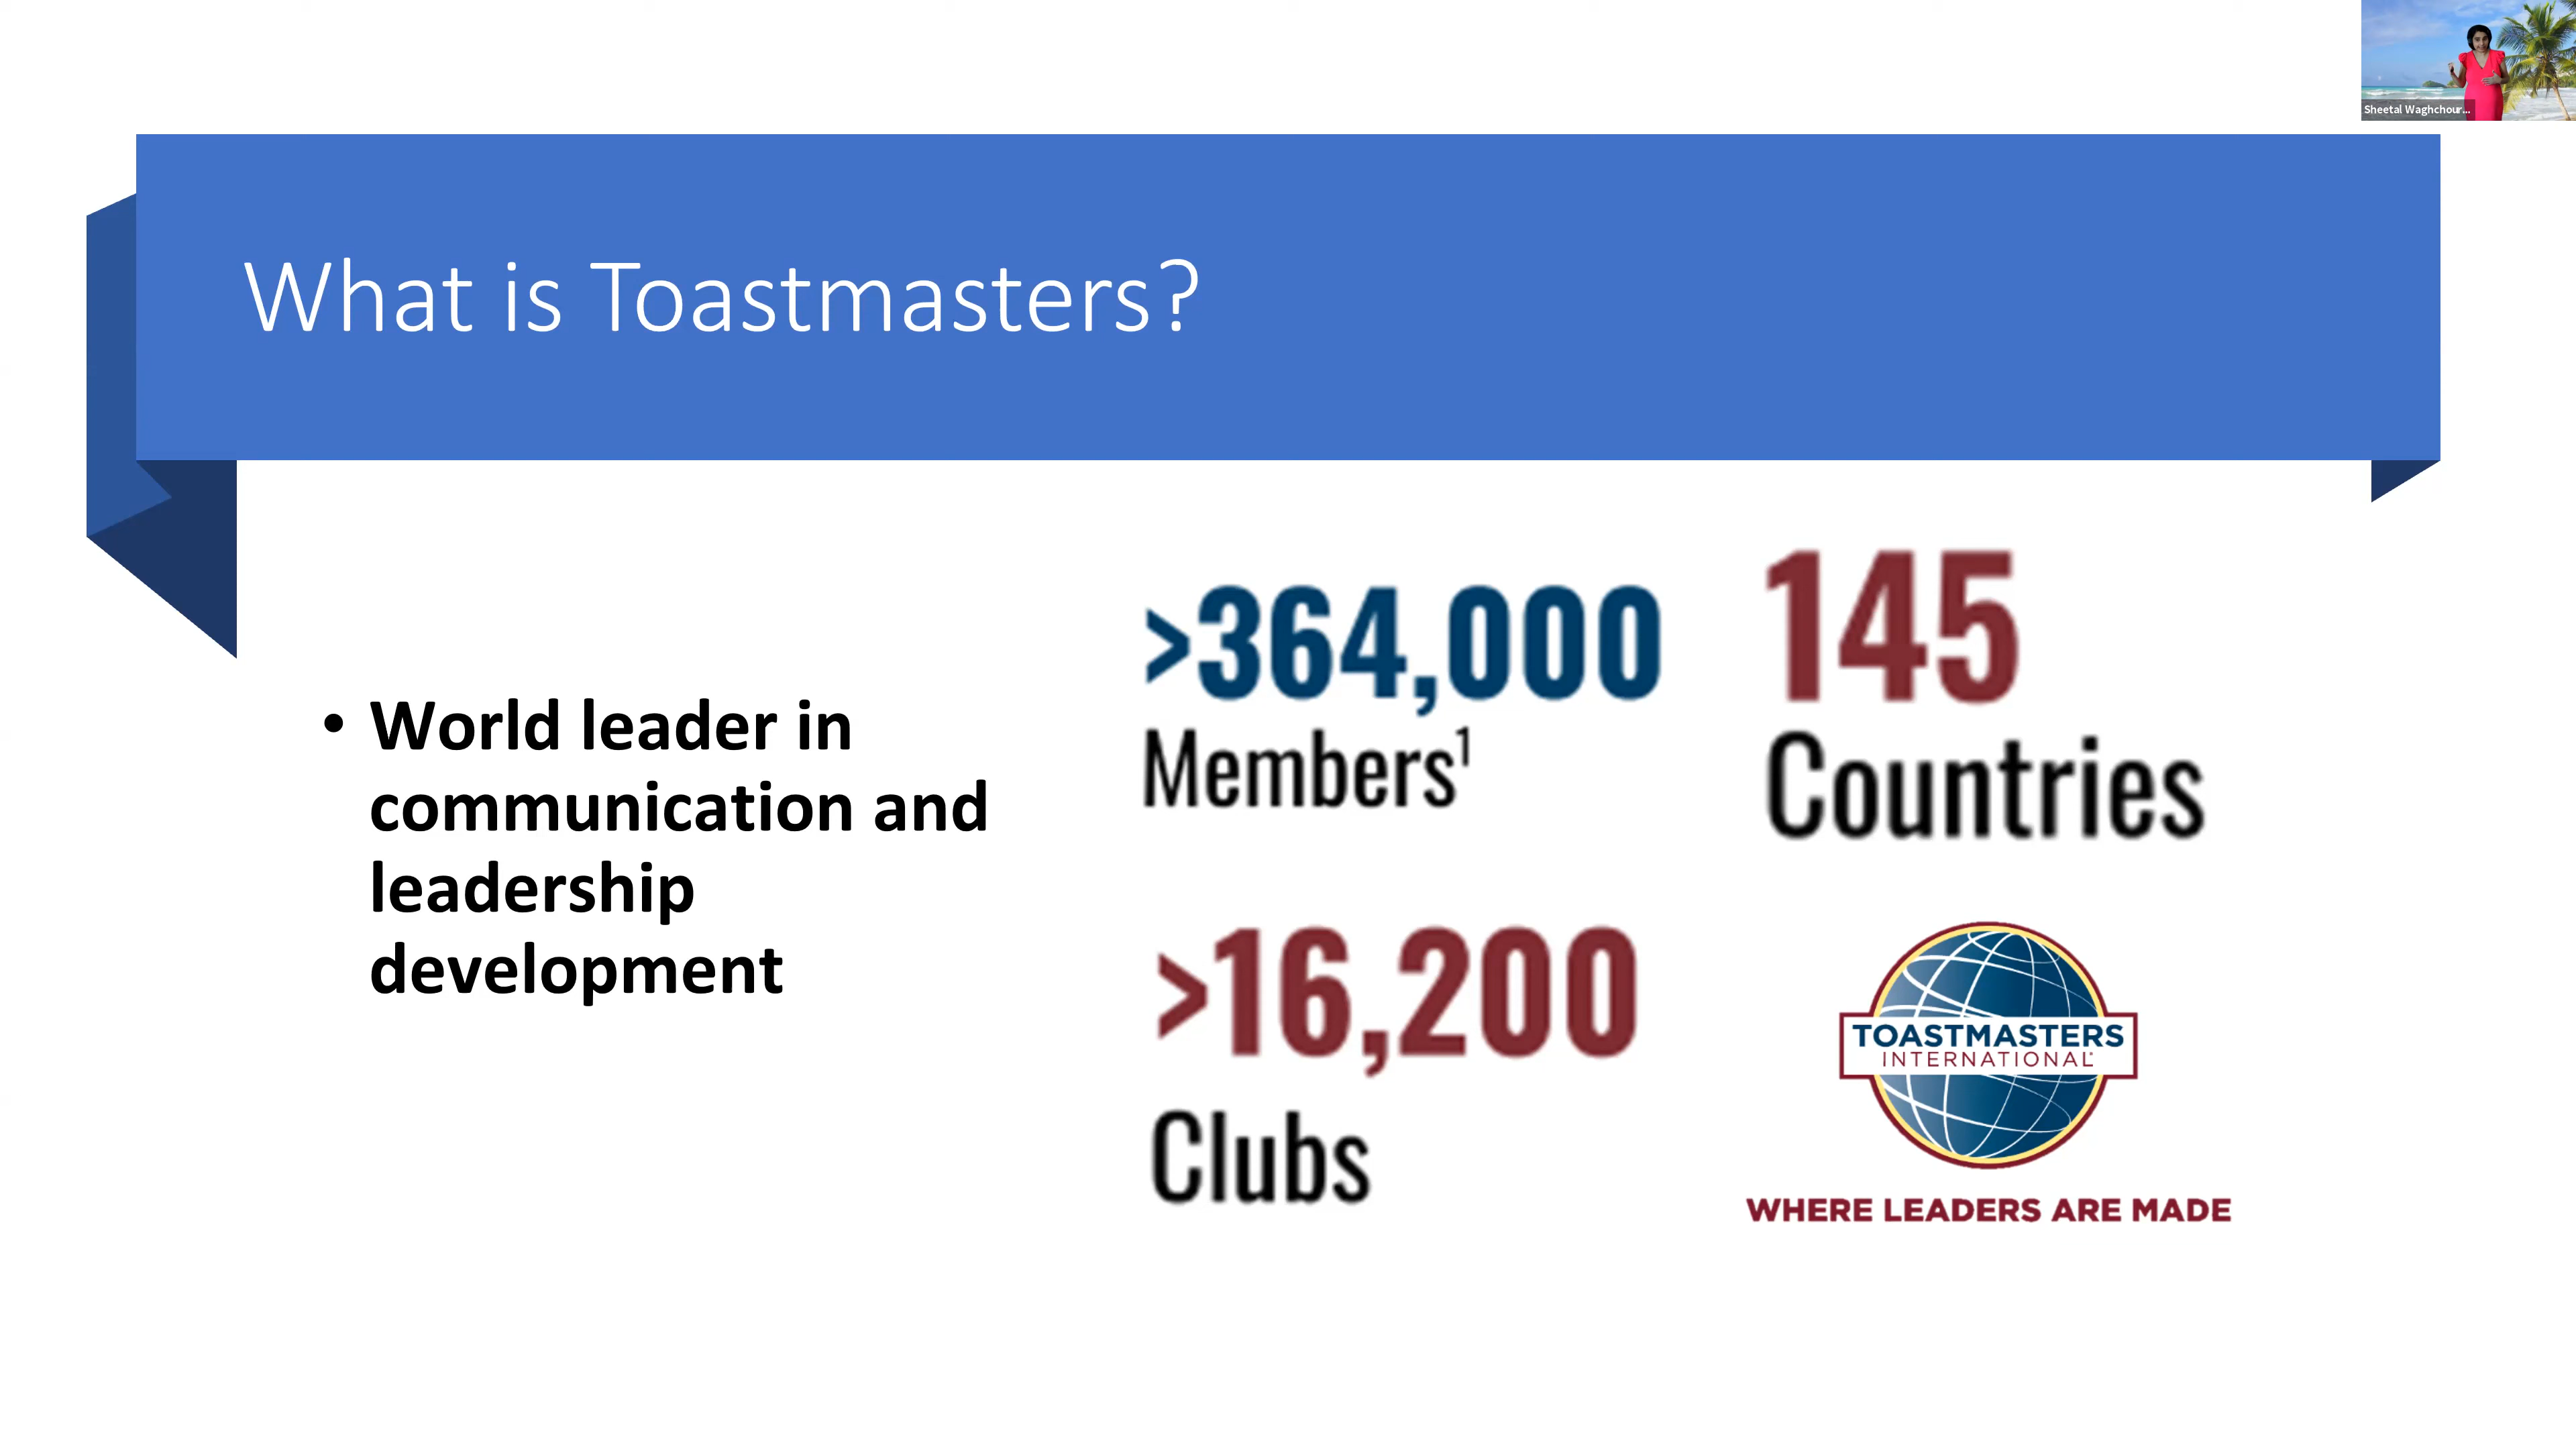 Sheetal Waghchour...
What is Toastmasters?
• World leader in
communication and
leadership
development
>364,000
Members¹
145
Countries
>16,200
Clubs
TOASTMASTERS
INTERNATIONAL
WHERE LEADERS ARE MADE